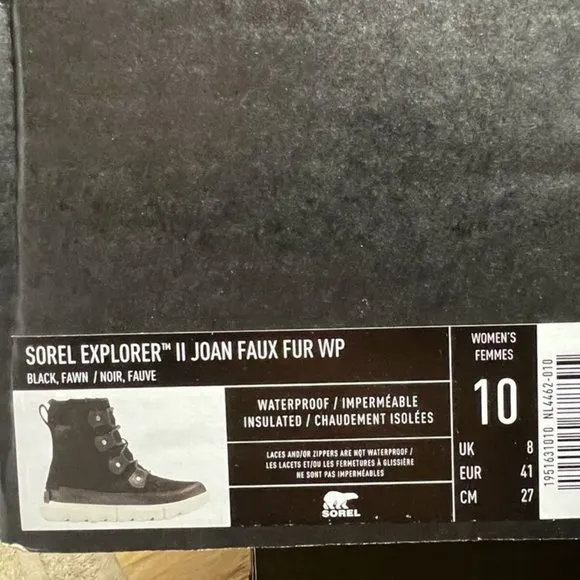 SOREL EXPLORER™ II JOAN FAUX FUR WP
BLACK, FAWN / NOIR, FAUVE
WATERPROOF / IMPERMÉABLE
INSULATED / CHAUDEMENT ISOLÉES
LACES AND/OR ZIPPERS ARE NOT WATERPROOF /
LES LACETS ET/OU LES FERMETURES À GLISSIÈRE
NE SONT PAS IMPERMÉABLES
SOREL
WOMEN'S
FEMMES
10
UK 8
EUR 41
CM 27
1951631010 NL4462-010